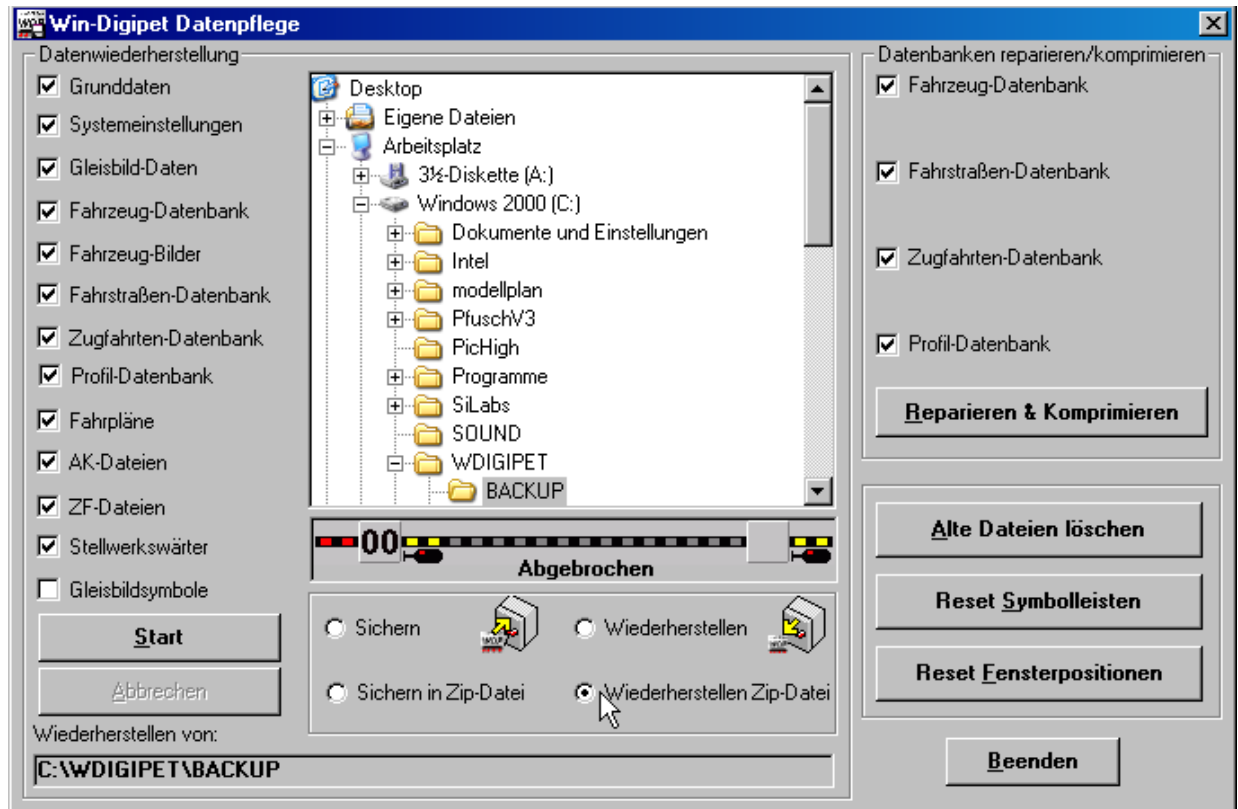 Win-Digipet Datenpflege
Datenwiederherstellung
Grunddaten
Systemeinstellungen
Gleisbild-Daten
Fahrzeug-Datenbank
Fahrzeug-Bilder
Fahrstraßen-Datenbank
Zugfahrten-Datenbank
Profil-Datenbank
Fahrpläne
AK-Dateien
ZF-Dateien
Stellwerkswärter
Gleisbildsymbole
Start
Abbrechen
Wiederherstellen von:
C:\WDIGIPET\BACKUP
Desktop
Eigene Dateien
Arbeitsplatz
3½-Diskette (A:)
Windows 2000 (C:)
Dokumente und Einstellungen
Intel
modellplan
PfuschV3
PicHigh
Programme
SiLabs
SOUND
WDIGIPET
BACKUP
00
Abgebrochen
Sichern
Wiederherstellen
Sichern in Zip-Datei
Wiederherstellen Zip-Datei
Datenbanken reparieren/komprimieren
Fahrzeug-Datenbank
Fahrstraßen-Datenbank
Zugfahrten-Datenbank
Profil-Datenbank
Reparieren & Komprimieren
Alte Dateien löschen
Reset Symbolleisten
Reset Fensterpositionen
Beenden